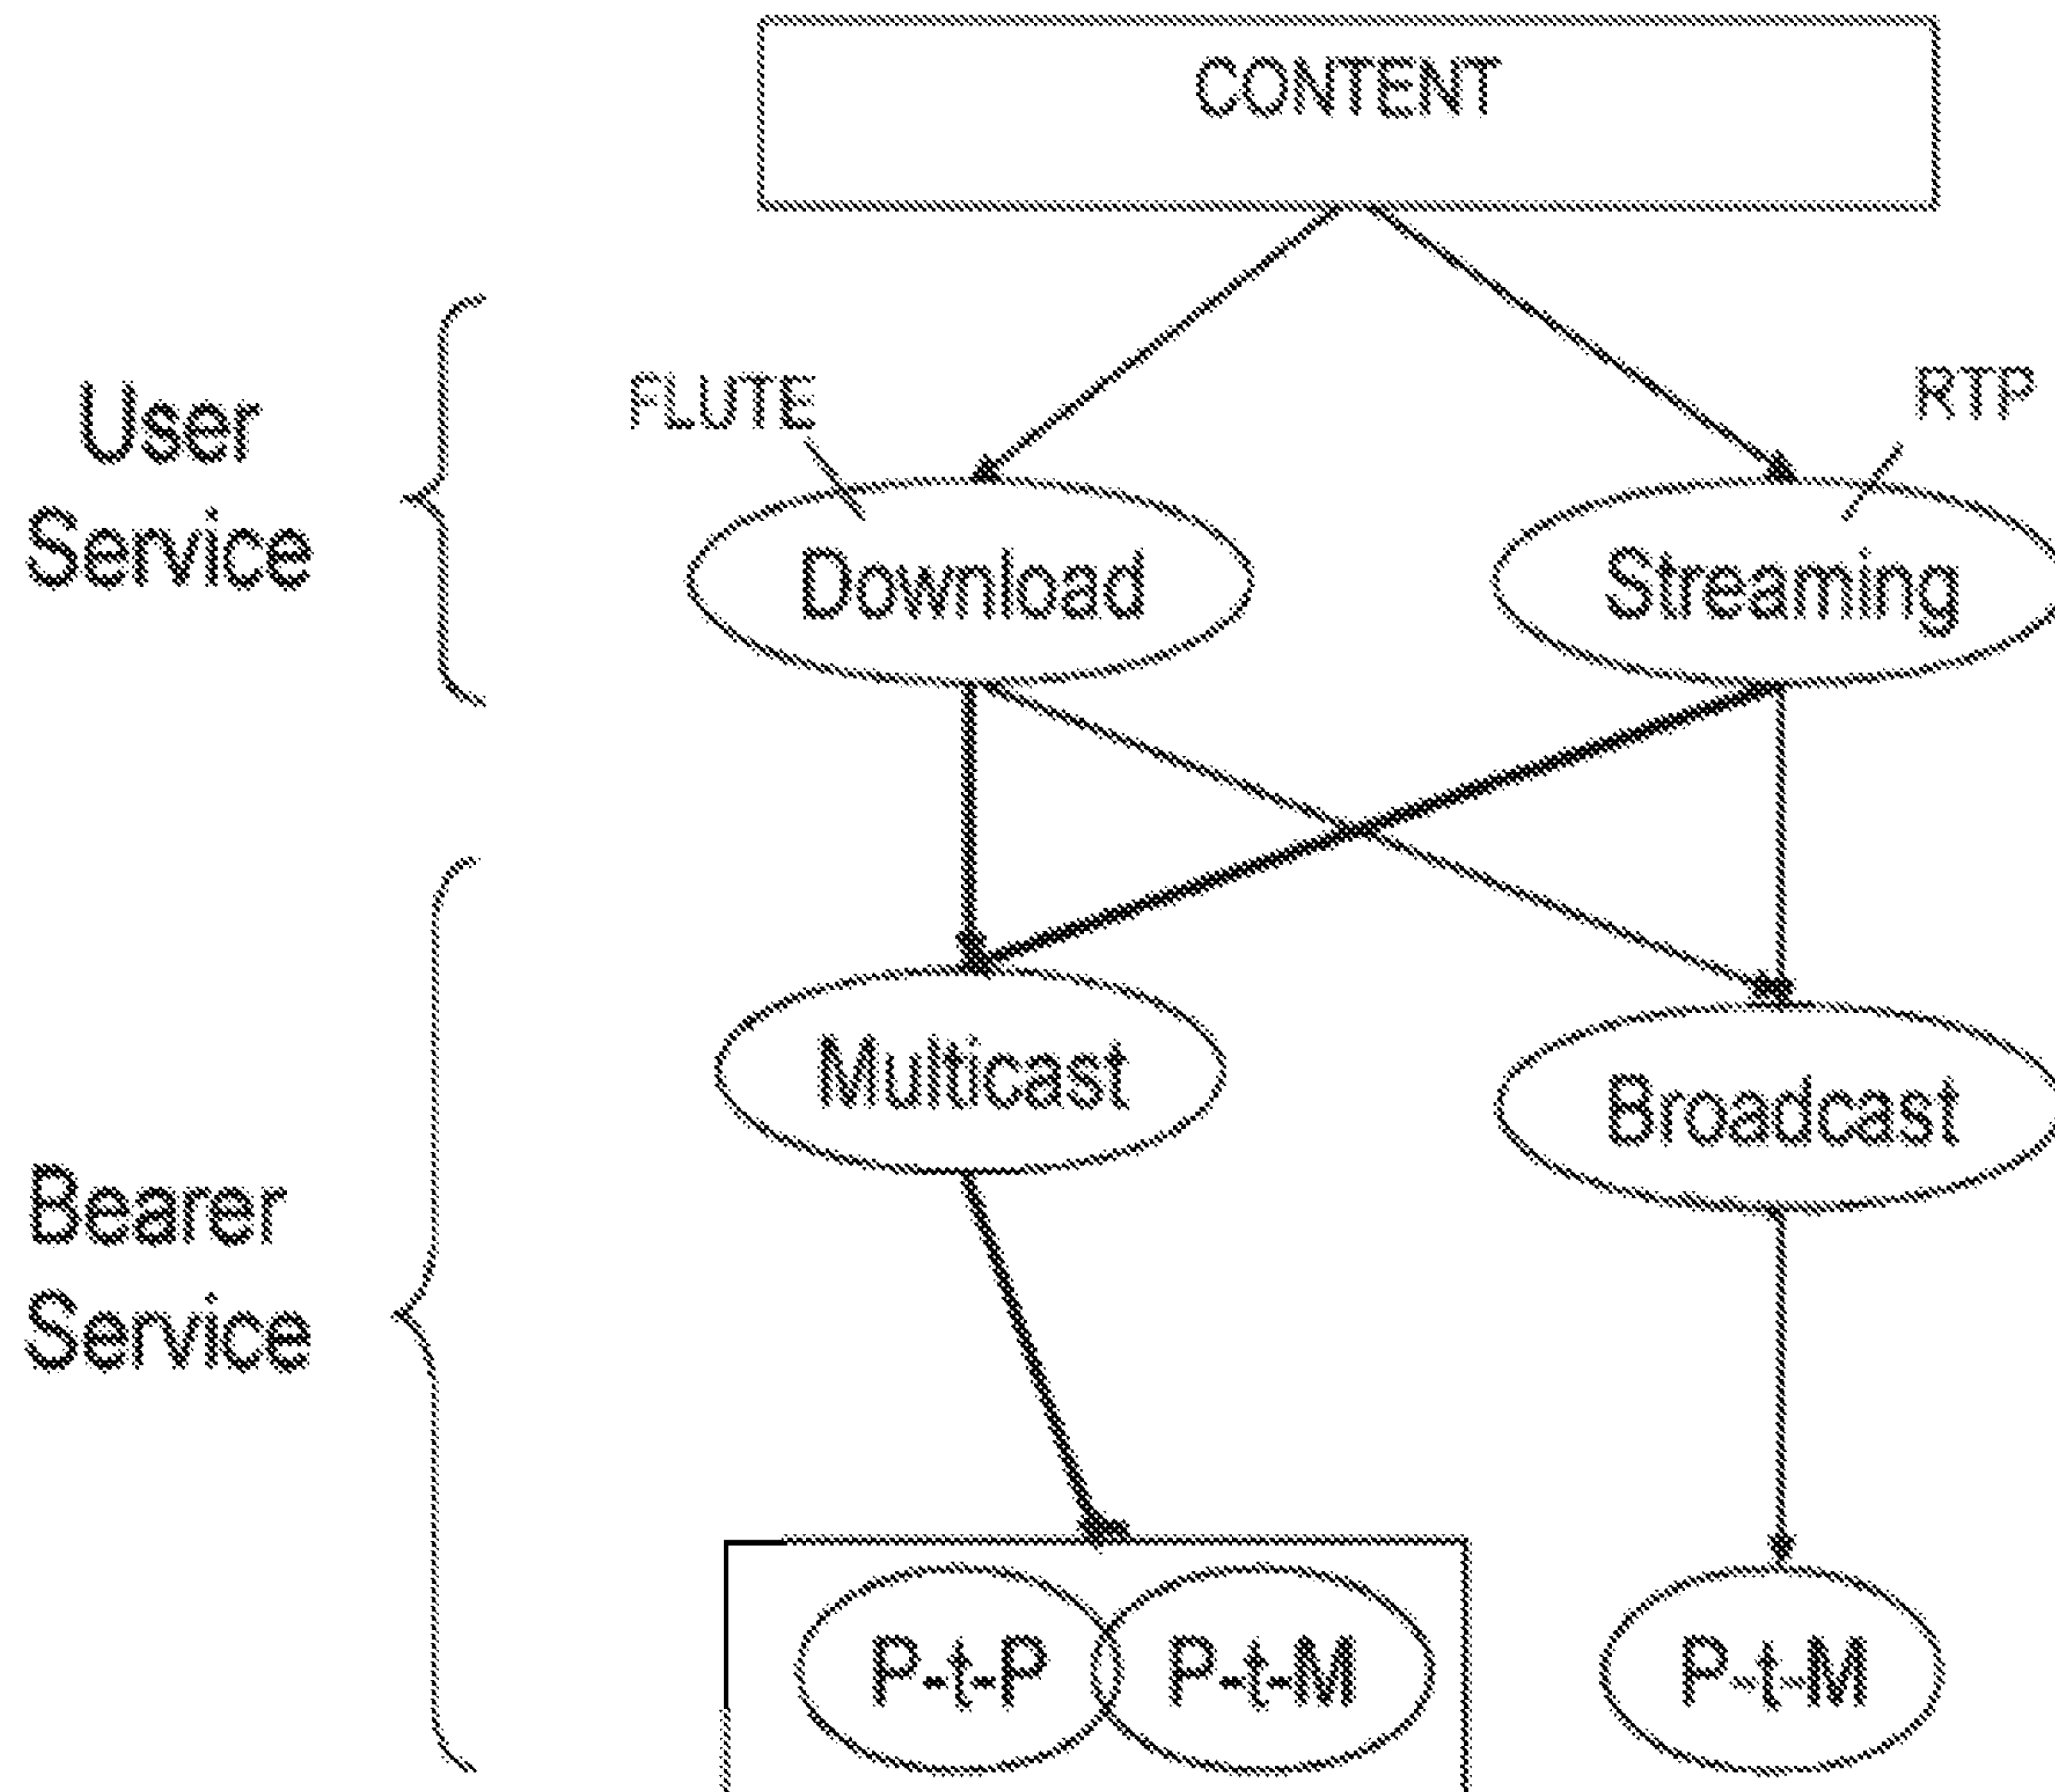 CONTENT
FLUTE
RTP
User
Service
Download
Streaming
Multicast
Broadcast
Bearer
Service
P-t-P
P-t-M
P-t-M